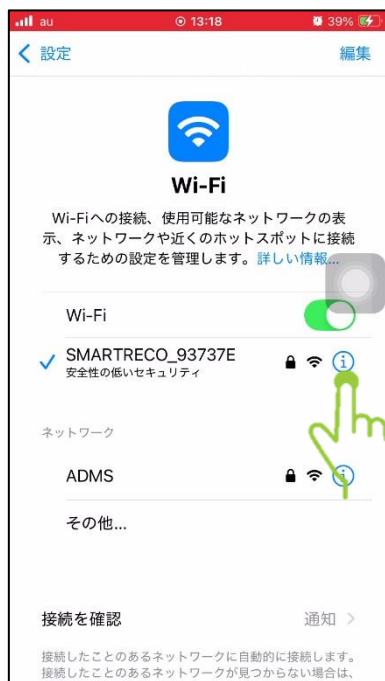 au 13:18 39%
設定 編集
Wi-Fi
Wi-Fiへの接続、使用可能なネットワークの表
示、ネットワークや近くのホットスポットに接続
するための設定を管理します。詳しい情報...
Wi-Fi
SMARTRECO_93737E
安全性の低いセキュリティ
ネットワーク
ADMS
その他...
接続を確認 通知
接続したことのあるネットワークに自動的に接続します。
接続したことのあるネットワークが見つからない場合は、